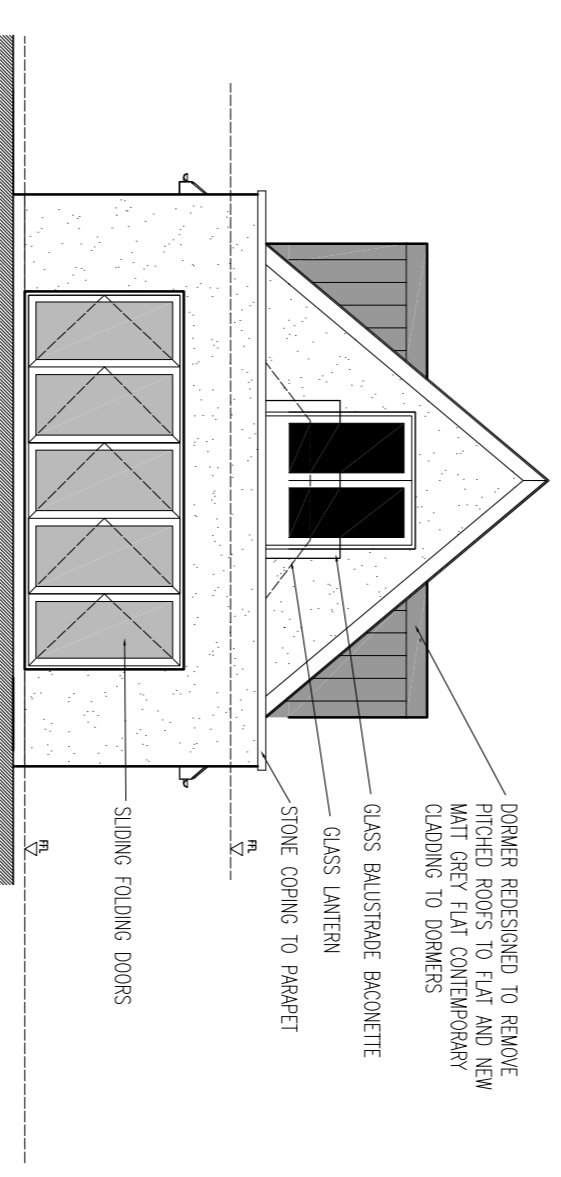 DORMER REDESIGNED TO REMOVE
PITCHED ROOFS TO FLAT AND NEW
MATT GREY FLAT CONTEMPORARY
CLADDING TO DORMERS
GLASS BALUSTRADE BACONETTE
GLASS LANTERN
STONE COPING TO PARAPET
FFL
SLIDING FOLDING DOORS
FFL